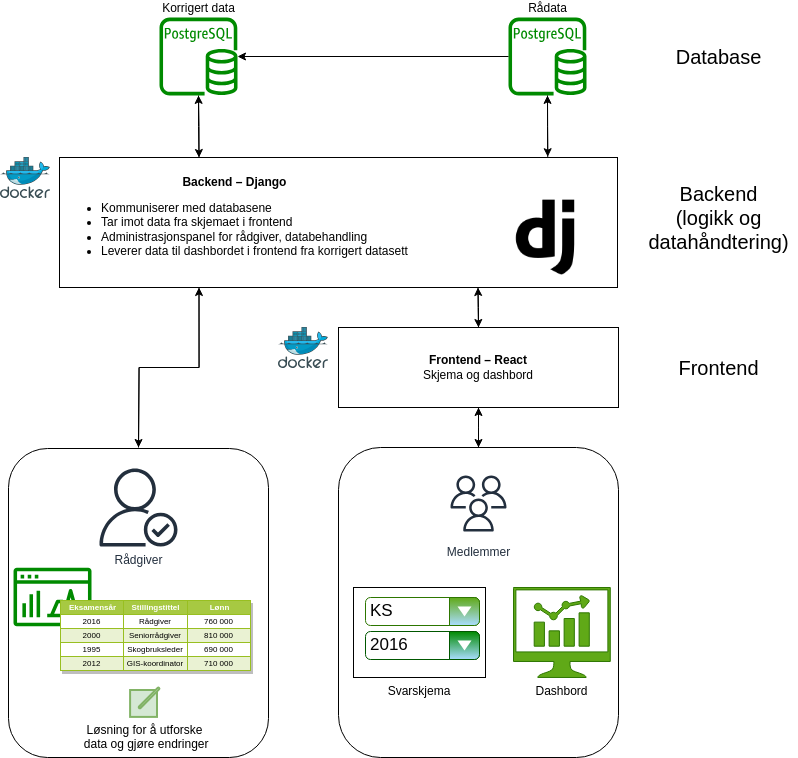 Korrigert data
Rådata
PostgreSQL
PostgreSQL
Database
docker
Backend – Django
Kommuniserer med databasene
Tar imot data fra skjemaet i frontend
Administrasjonspanel for rådgiver, databehandling
Leverer data til dashbordet i frontend fra korrigert datasett
dj
Backend
(logikk og
datahåndtering)
docker
Frontend – React
Skjema og dashbord
Frontend
Rådgiver
Eksamensår Stillingstittel Lønn
2016 Rådgiver 760 000
2000 Seniorrådgiver 810 000
1995 Skogbruksleder 690 000
2012 GIS-koordinator 710 000
Løsning for å utforske
data og gjøre endringer
Medlemmer
KS
2016
Svarskjema
Dashbord